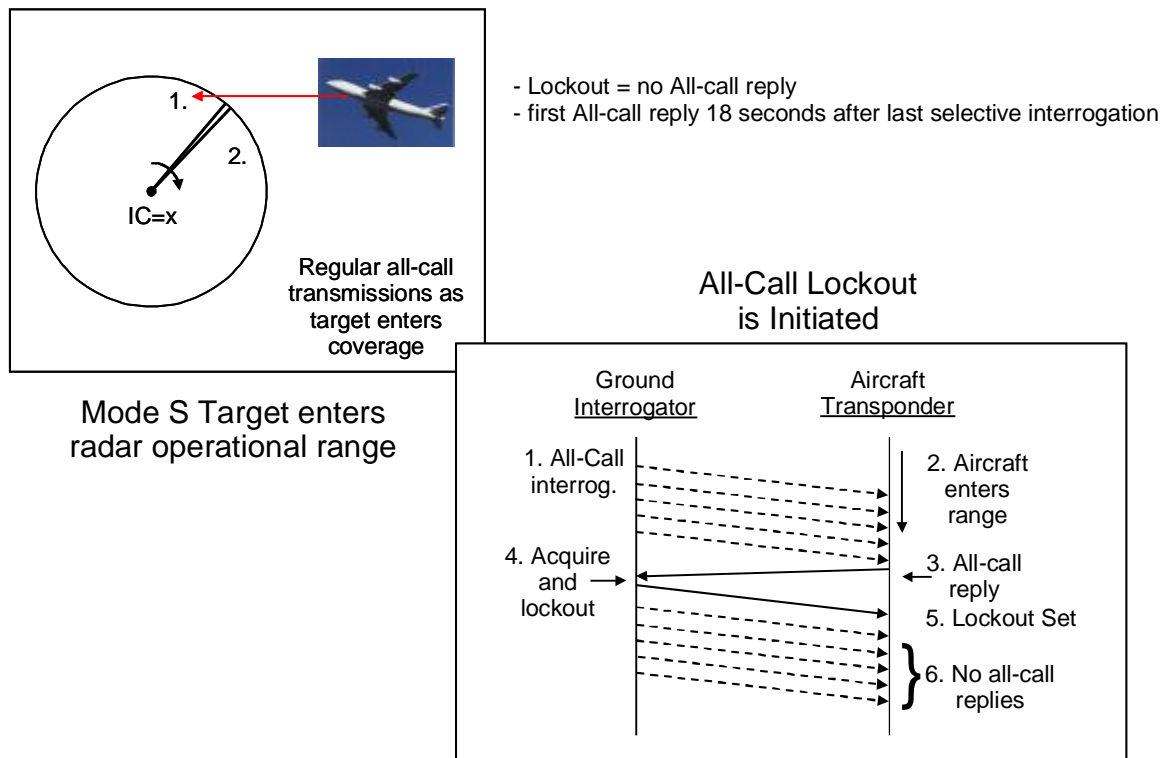 1.
2.
IC=x
Regular all-call
transmissions as
target enters
coverage
- Lockout = no All-call reply
- first All-call reply 18 seconds after last selective interrogation
Mode S Target enters
radar operational range
All-Call Lockout
is Initiated
Ground
Interrogator
Aircraft
Transponder
1. All-Call
interrog.
2. Aircraft
enters
range
4. Acquire
and
lockout
3. All-call
reply
5. Lockout Set
6. No all-call
replies